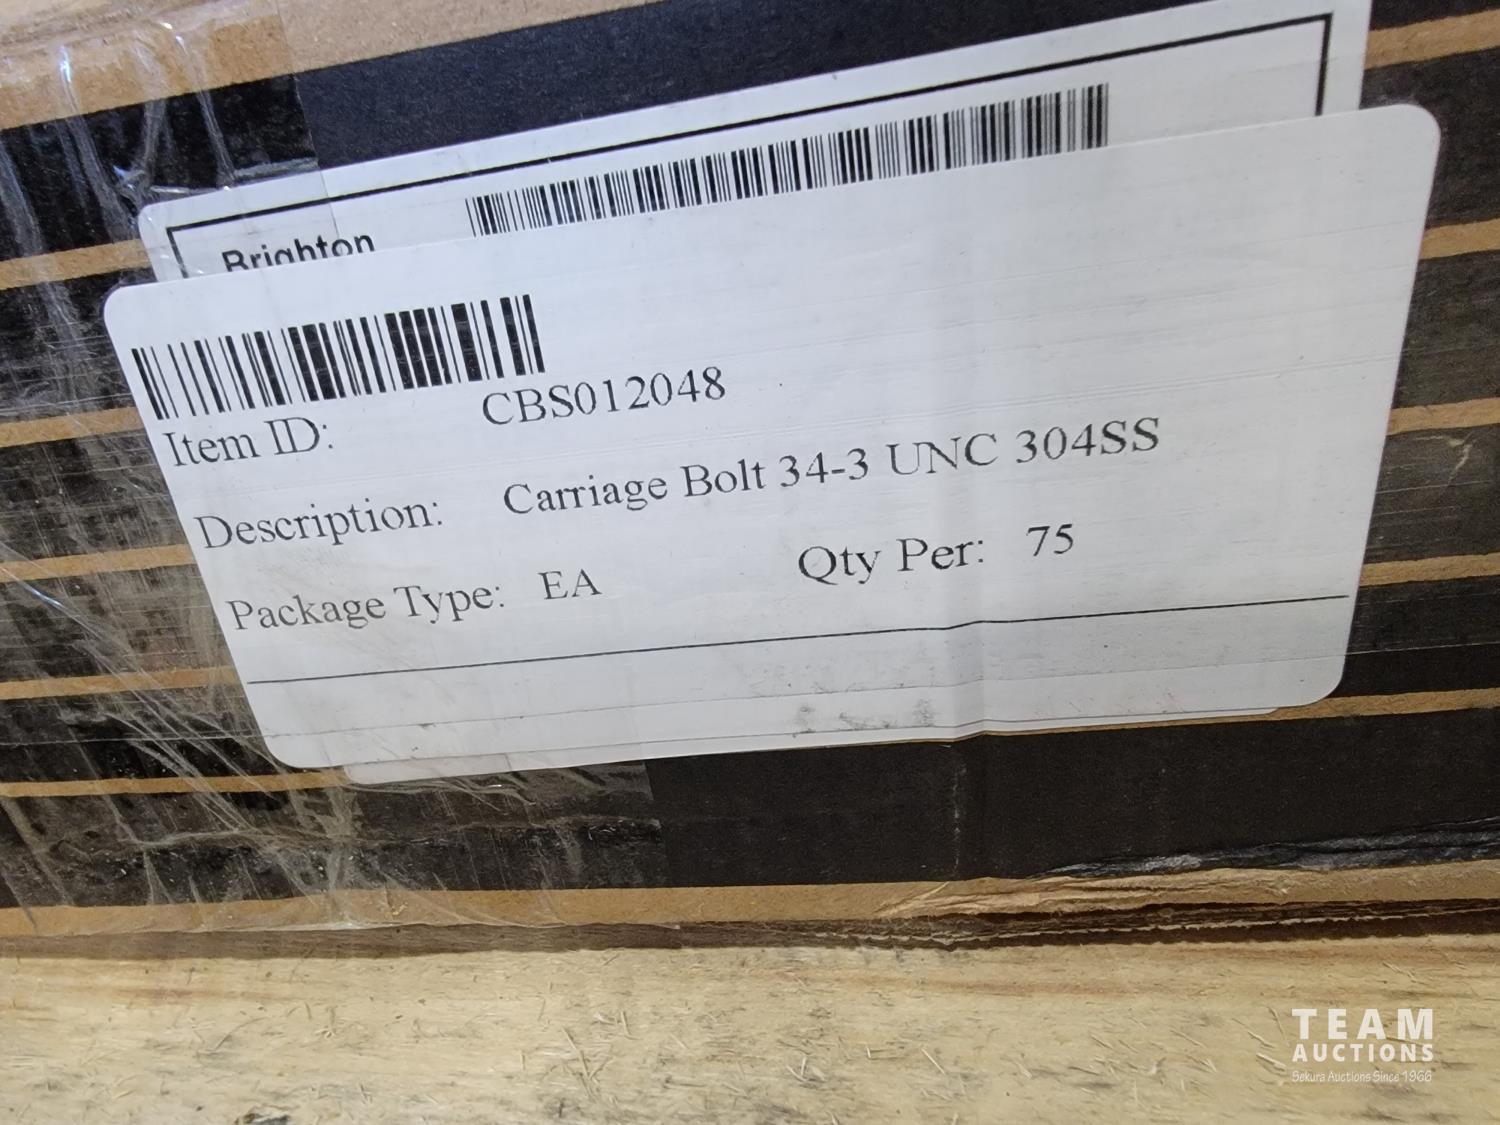 Brighton
Item ID: CBS012048
Description: Carriage Bolt 34-3 UNC 304SS
Package Type: EA Qty Per: 75
TEAM
AUCTIONS
Sekura Auctions Since 1966